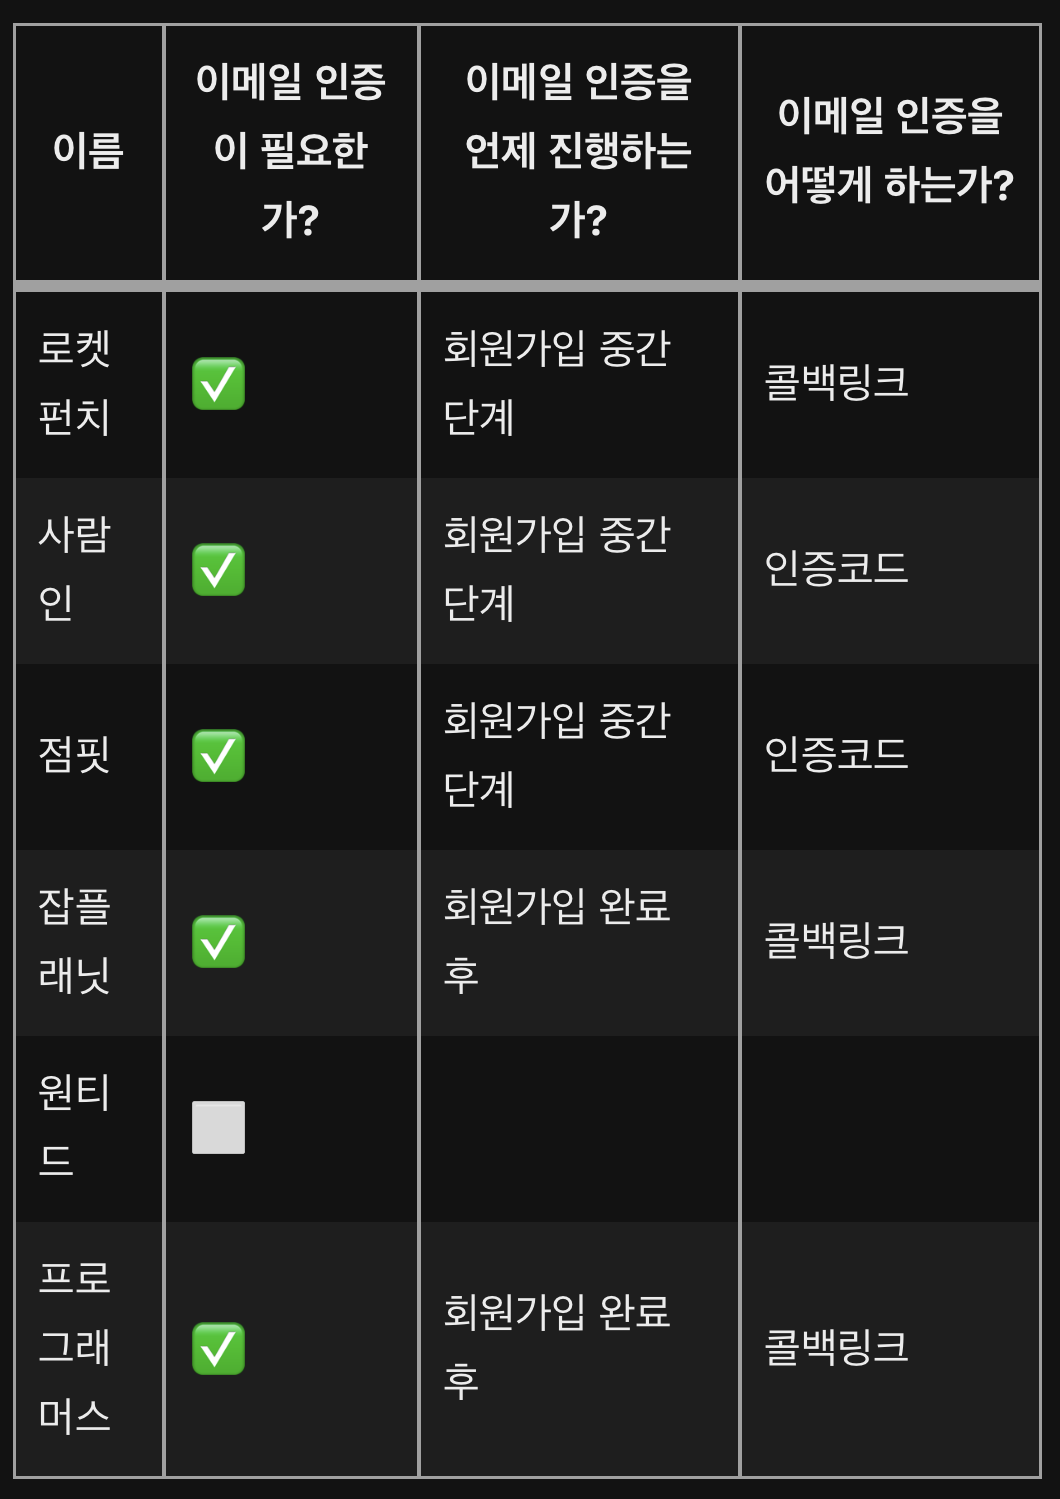 이름
이메일 인증
이 필요한
가?
이메일 인증을
언제 진행하는
가?
이메일 인증을
어떻게 하는가?
로켓
펀치
✅
회원가입 중간
단계
콜백링크
사람
인
✅
회원가입 중간
단계
인증코드
점핏
✅
회원가입 중간
단계
인증코드
잡플
래닛
✅
회원가입 완료
후
콜백링크
원티
드
⬜
프로
그래
머스
✅
회원가입 완료
후
콜백링크